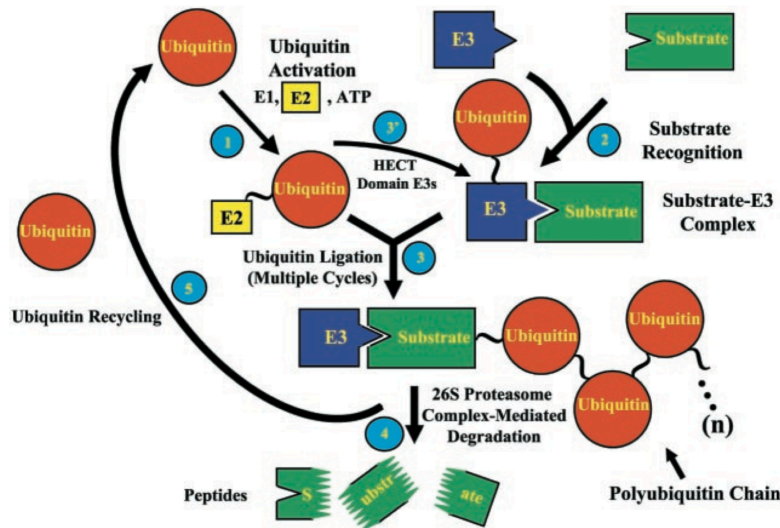 Ubiquitin
Ubiquitin
Activation
E1, E2 , ATP
E3
Substrate
1
3'
2
Substrate
Recognition
HECT
Domain E3s
Ubiquitin
Ubiquitin
E2
E3
Substrate
Substrate-E3
Complex
Ubiquitin
Ubiquitin Ligation
(Multiple Cycles)
3
5
Ubiquitin Recycling
E3
Substrate
Ubiquitin
Ubiquitin
Ubiquitin
(n)
26S Proteasome
Complex-Mediated
Degradation
4
Peptides
S
ubstr
ate
Polyubiquitin Chain